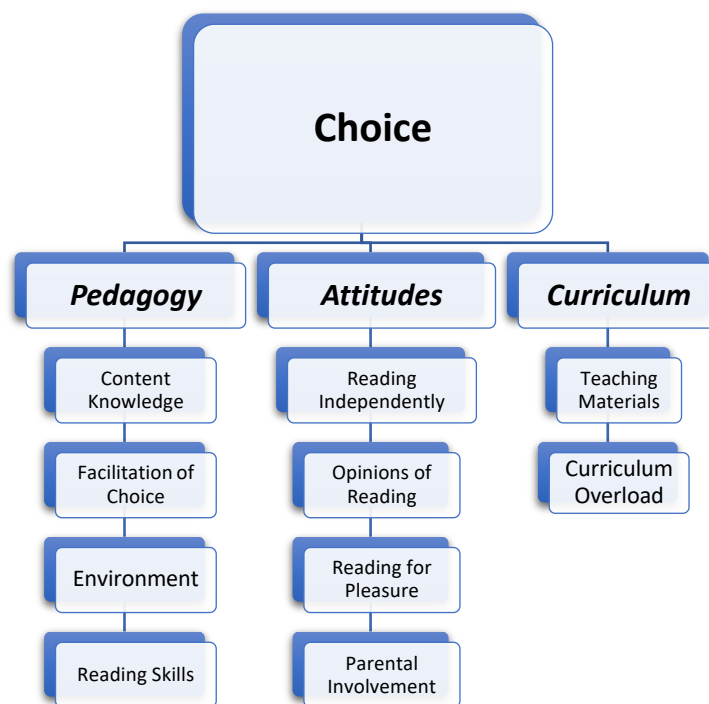 Choice
Pedagogy
Content
Knowledge
Facilitation of
Choice
Environment
Reading Skills
Attitudes
Reading
Independently
Opinions of
Reading
Reading for
Pleasure
Parental
Involvement
Curriculum
Teaching
Materials
Curriculum
Overload